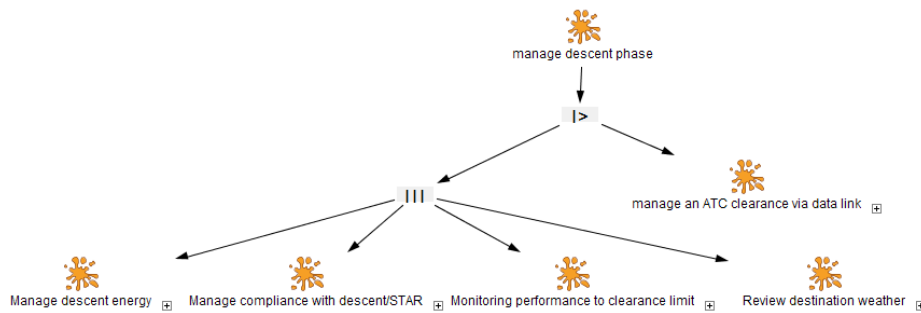 manage descent phase
|>
manage an ATC clearance via data link
|||
Manage descent energy
Manage compliance with descent/STAR
Monitoring performance to clearance limit
Review destination weather